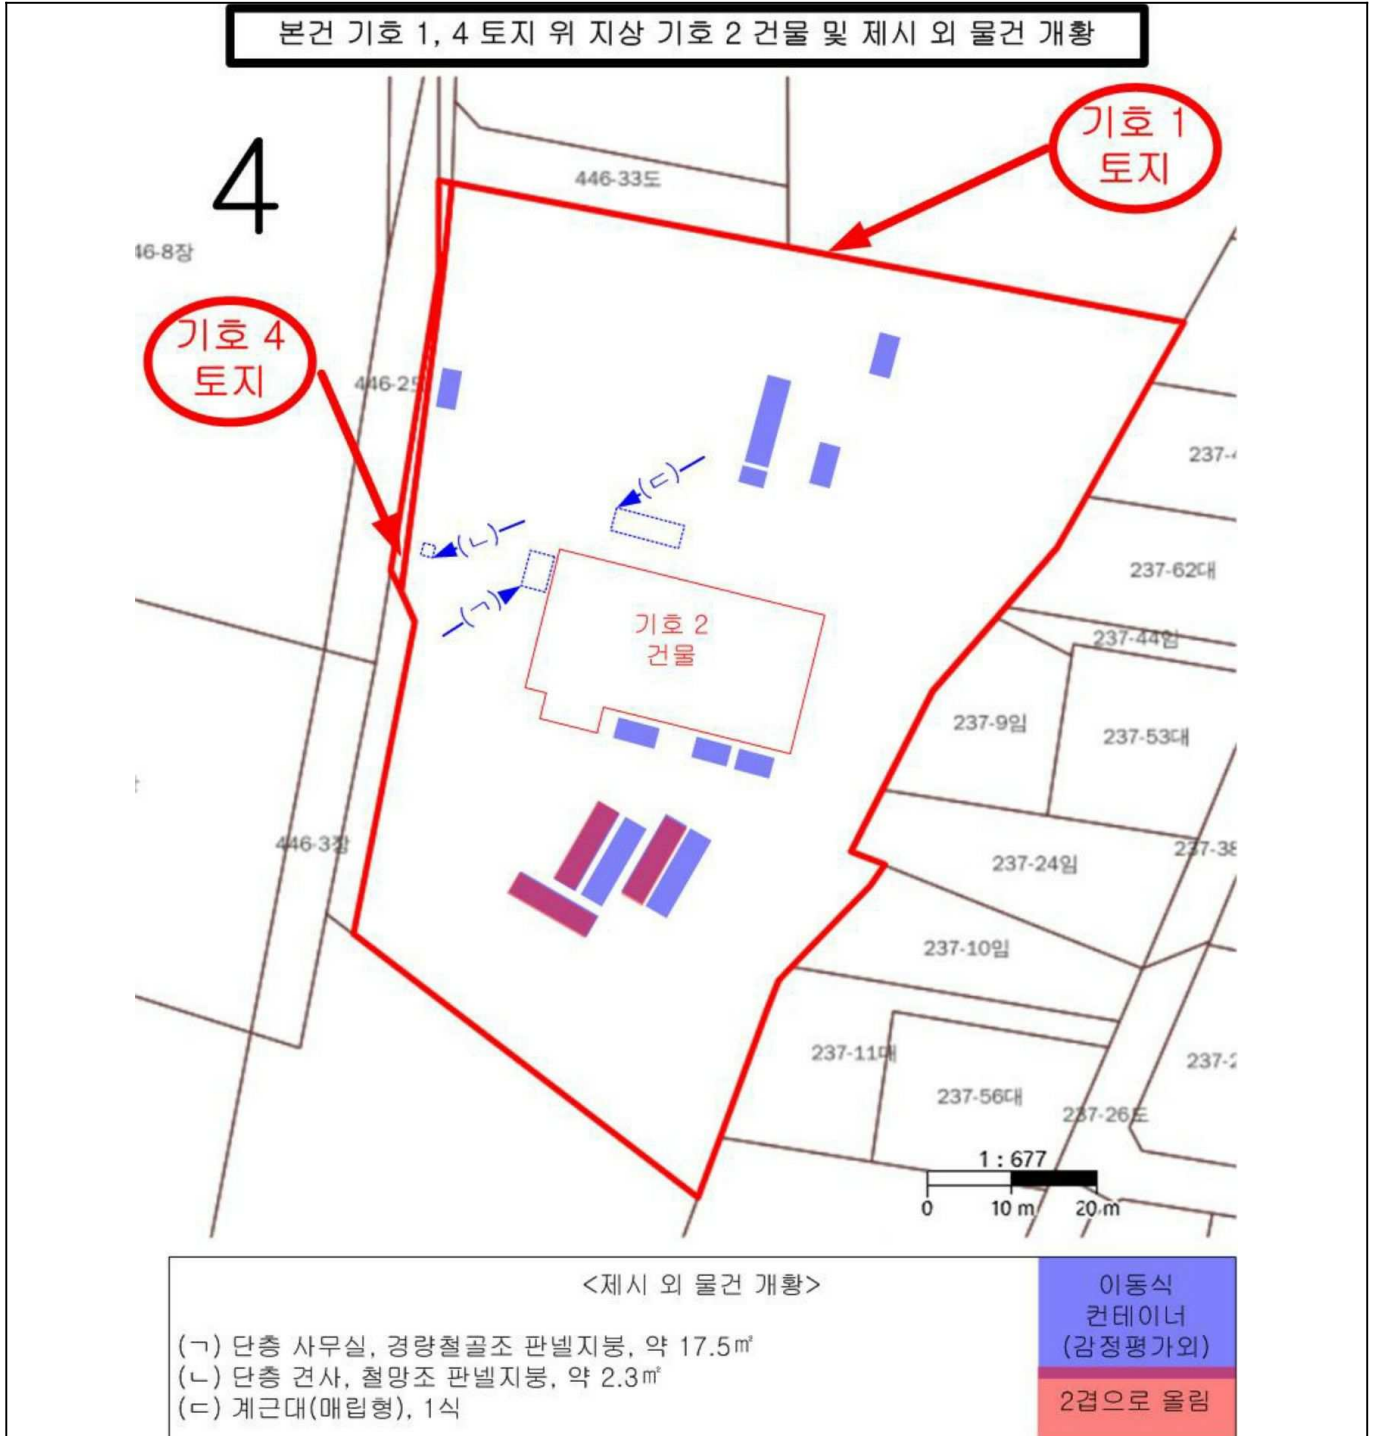 본건 기호 1, 4 토지 위 지상 기호 2 건물 및 제시 외 물건 개황
4
기호 1
토지
446-33도
46-8장
기호 4
토지
446-2도
237-4
(ㄷ)
(ㄴ)
(ㄱ)
237-62대
기호 2
건물
237-44임
237-9임
237-53대
446-3장
237-38
237-24임
237-10임
237-11대
237-2
237-56대
237-26도
1 : 677
0 10 m 20 m
<제시 외 물건 개황>
(ㄱ) 단층 사무실, 경량철골조 판넬지붕, 약 17.5㎡
(ㄴ) 단층 견사, 철망조 판넬지붕, 약 2.3㎡
(ㄷ) 계근대(매립형), 1식
이동식
컨테이너
(감정평가외)
2겹으로 올림